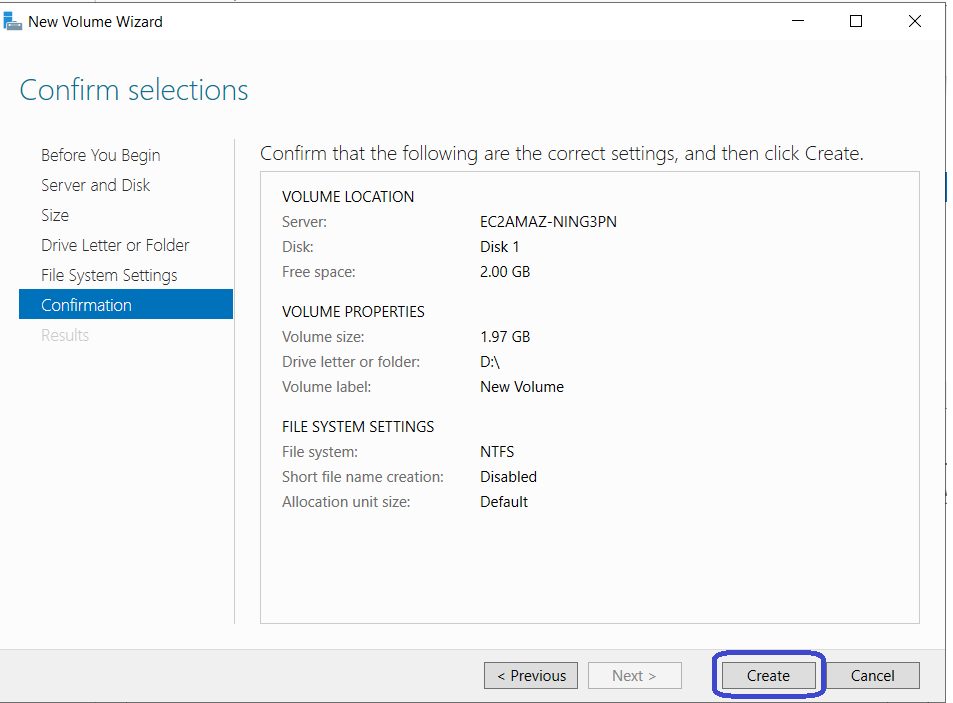 New Volume Wizard
Confirm selections
Before You Begin
Server and Disk
Size
Drive Letter or Folder
File System Settings
Confirmation
Results
Confirm that the following are the correct settings, and then click Create.
VOLUME LOCATION
Server: EC2AMAZ-NING3PN
Disk: Disk 1
Free space: 2.00 GB
VOLUME PROPERTIES
Volume size: 1.97 GB
Drive letter or folder: D:\
Volume label: New Volume
FILE SYSTEM SETTINGS
File system: NTFS
Short file name creation: Disabled
Allocation unit size: Default
< Previous Next > Create Cancel